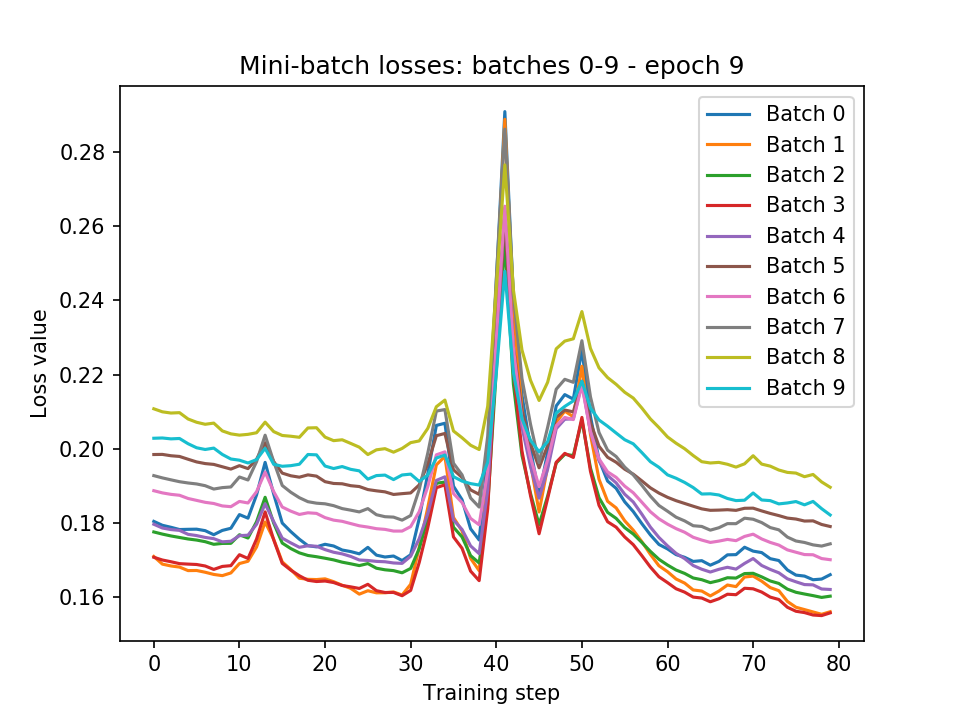 Mini-batch losses: batches 0-9 - epoch 9
Batch 0
Batch 1
Batch 2
Batch 3
Batch 4
Batch 5
Batch 6
Batch 7
Batch 8
Batch 9
0.28
0.26
0.24
0.22
0.20
0.18
0.16
Loss value
0 10 20 30 40 50 60 70 80
Training step